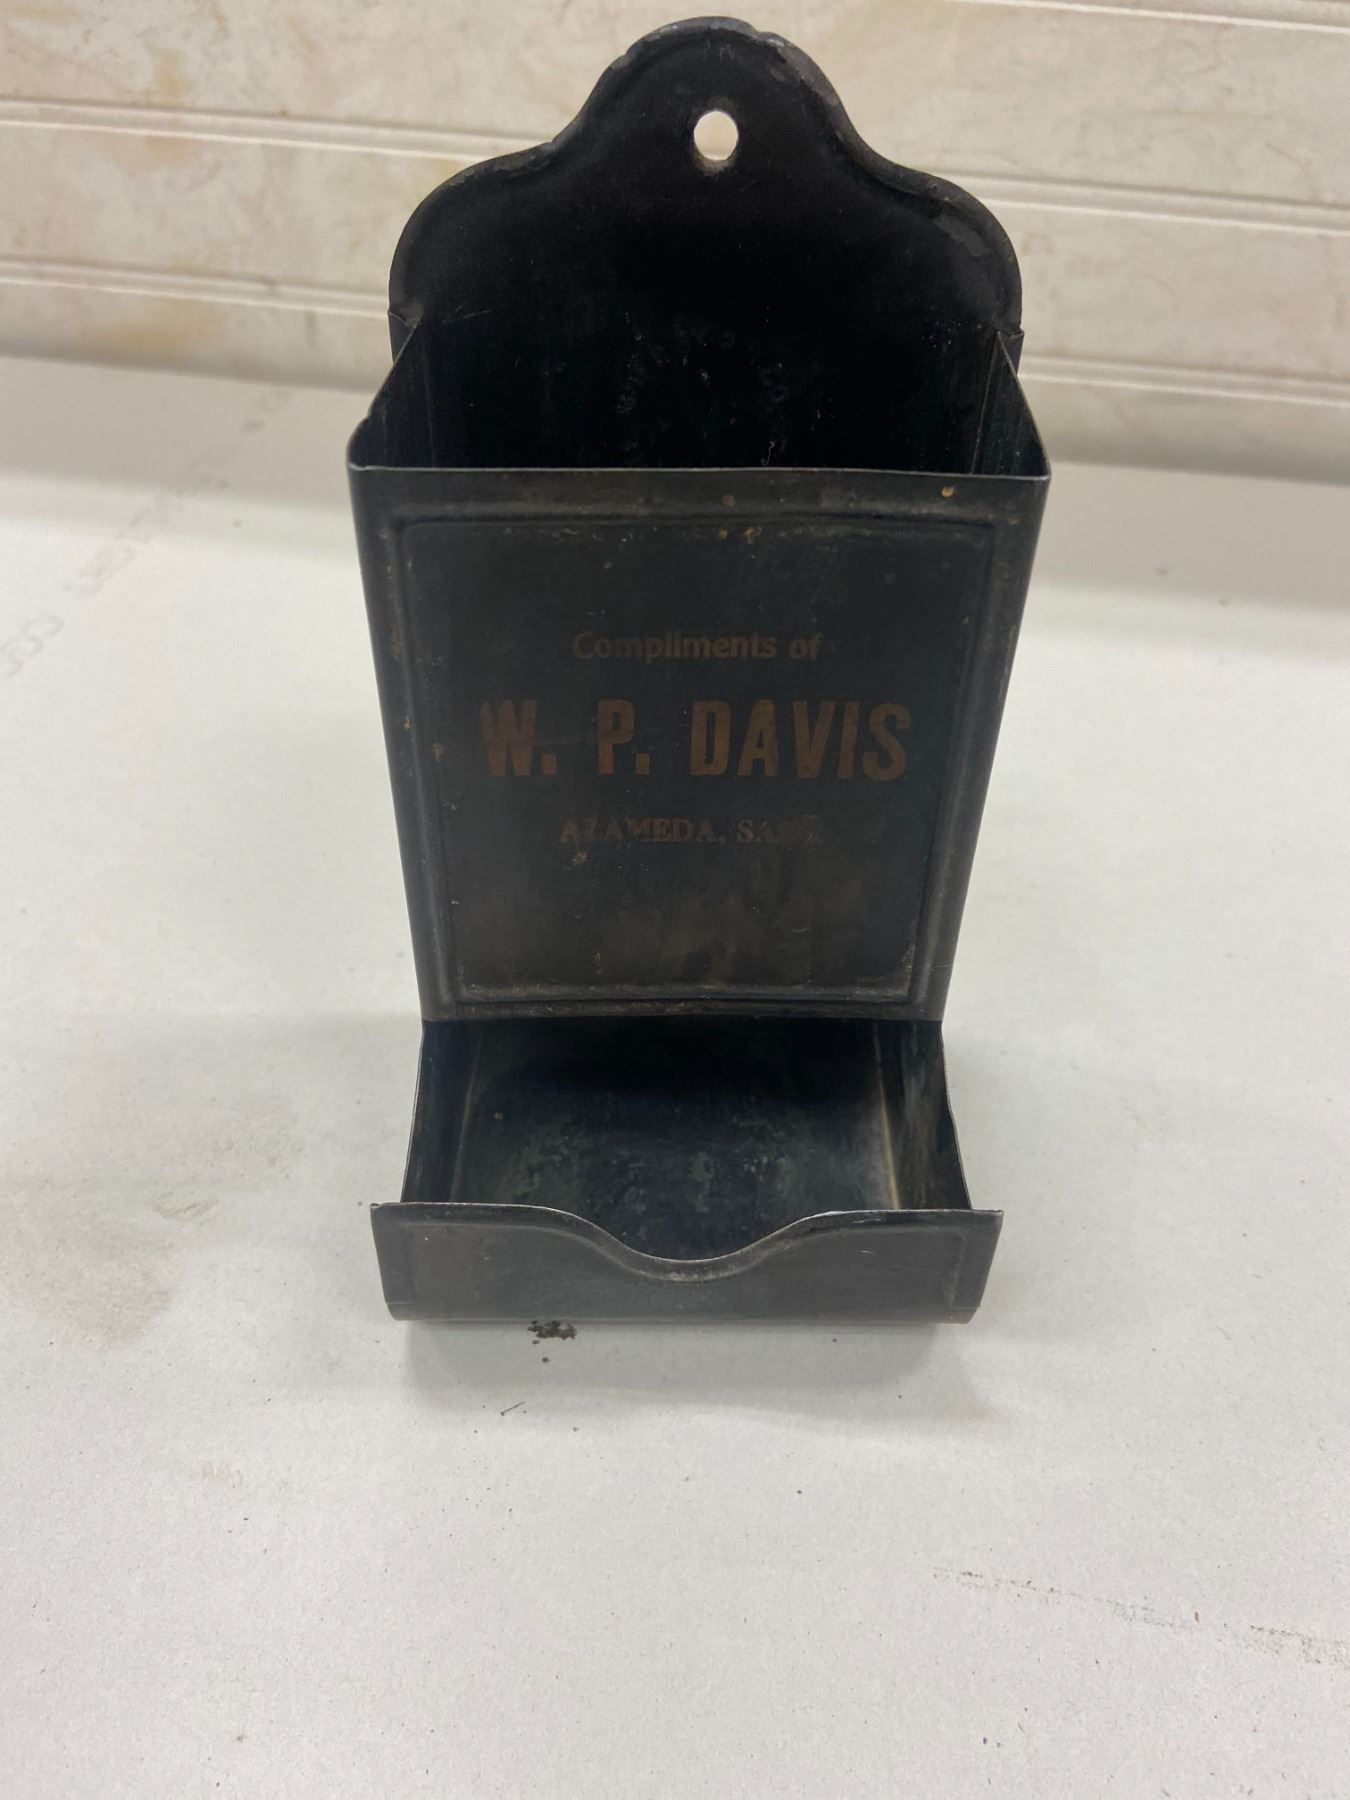 Compliments of
W. P. DAVIS
ALAMEDA, SASK.